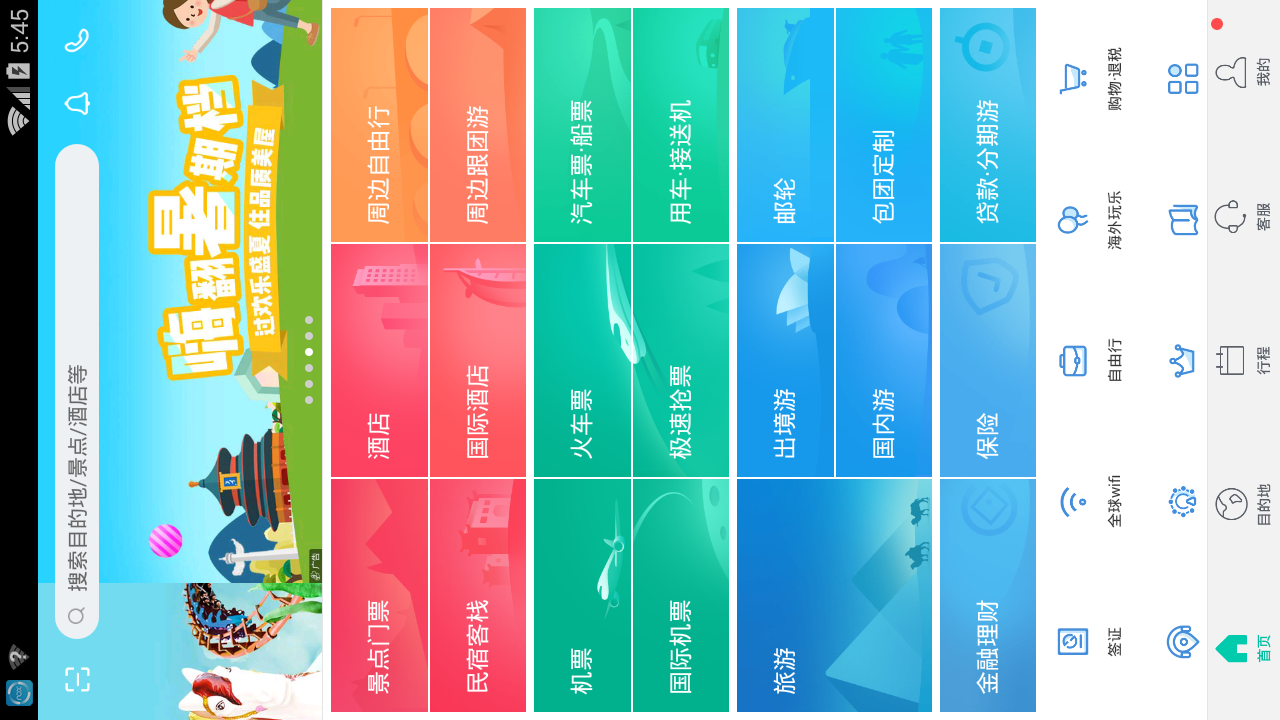 5:45
搜索目的地/景点/酒店等
嗨翻暑期档
过欢乐盛夏 住品质美屋
广告
景点门票
酒店
周边自由行
民宿客栈
国际酒店
周边跟团游
机票
火车票
汽车票·船票
国际机票
极速抢票
用车·接送机
旅游
出境游
邮轮
国内游
包团定制
金融理财
保险
贷款·分期游
签证
全球wifi
自由行
海外玩乐
购物·退税
首页
目的地
行程
客服
我的